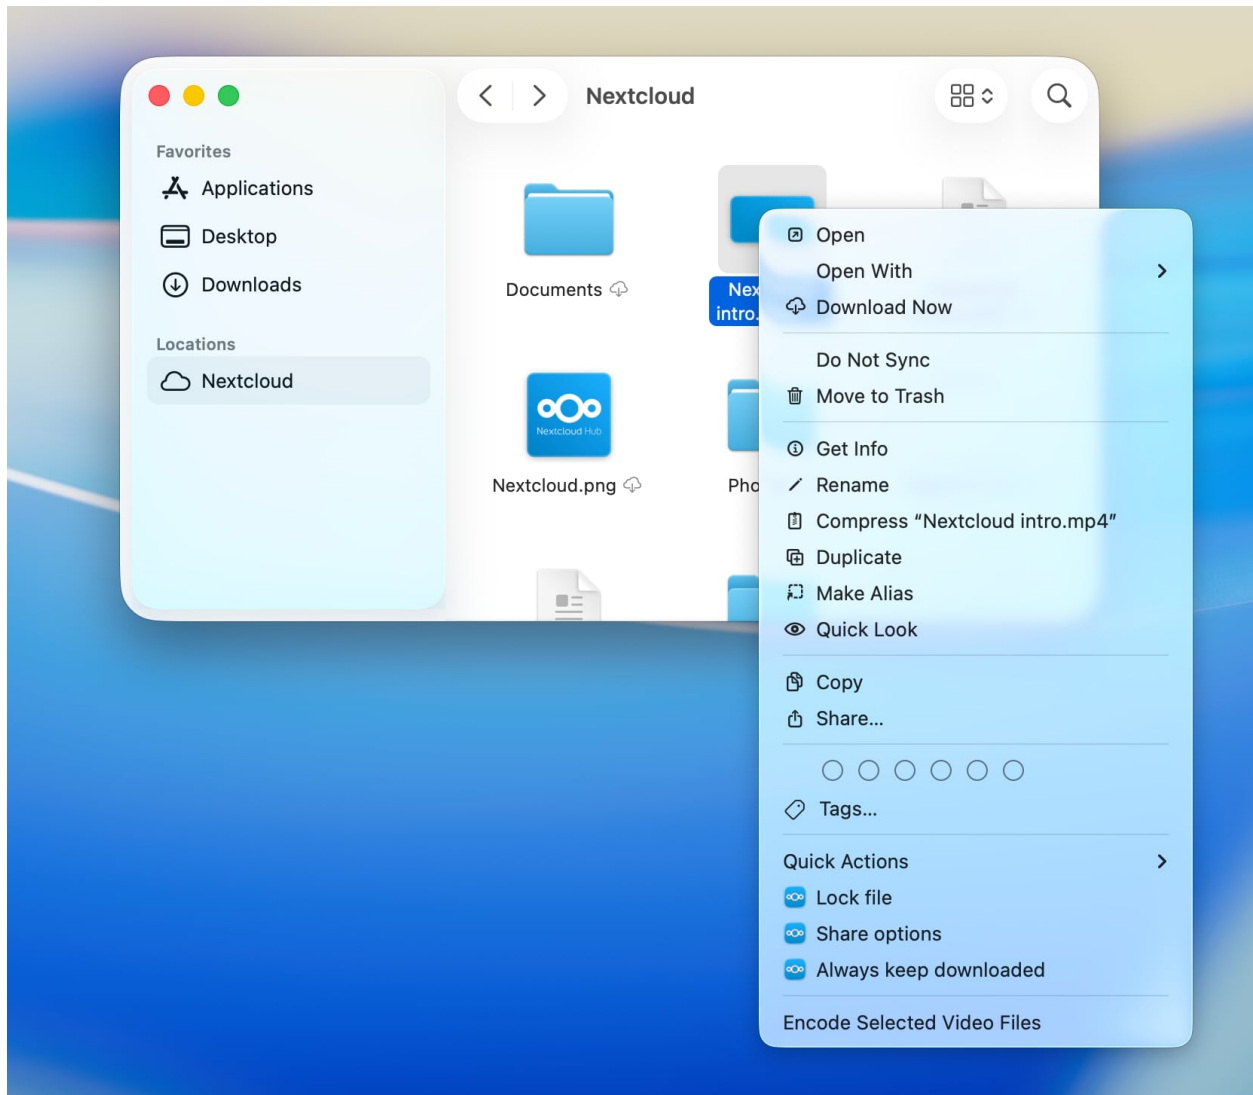 Nextcloud
Favorites
Applications
Desktop
Downloads
Locations
Nextcloud
Documents
intro.
Nextcloud Hub
Nextcloud.png
Open
Open With
Download Now
Do Not Sync
Move to Trash
Get Info
Rename
Compress “Nextcloud intro.mp4”
Duplicate
Make Alias
Quick Look
Copy
Share...
Tags...
Quick Actions
Lock file
Share options
Always keep downloaded
Encode Selected Video Files